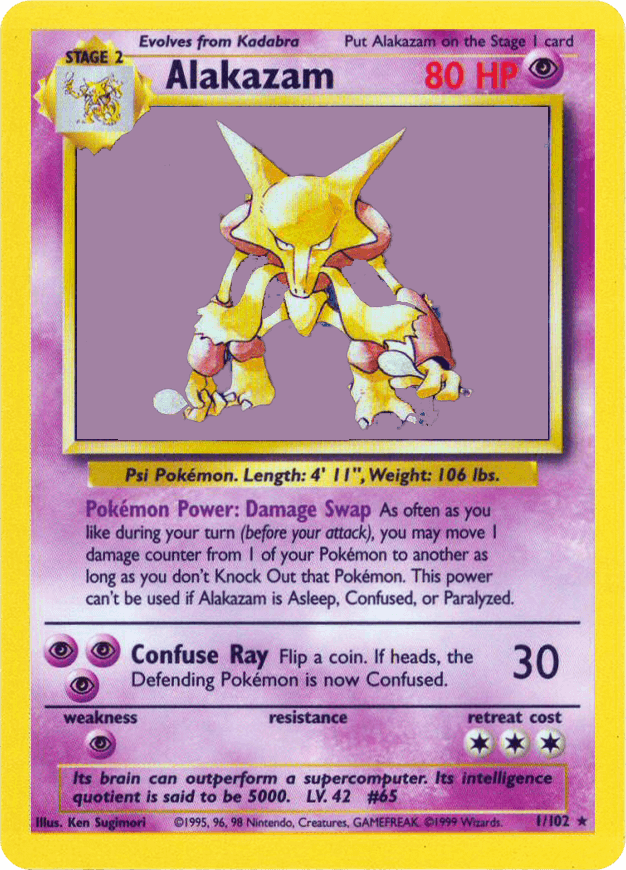 Evolves from Kadabra Put Alakazam on the Stage 1 card
STAGE 2
Alakazam 80 HP
Psi Pokémon. Length: 4' 11", Weight: 106 lbs.
Pokémon Power: Damage Swap As often as you
like during your turn (before your attack), you may move 1
damage counter from 1 of your Pokémon to another as
long as you don't Knock Out that Pokémon. This power
can't be used if Alakazam is Asleep, Confused, or Paralyzed.
Confuse Ray Flip a coin. If heads, the 30
Defending Pokémon is now Confused.
weakness resistance retreat cost
Its brain can outperform a supercomputer. Its intelligence
quotient is said to be 5000. LV. 42 #65
Illus. Ken Sugimori ©1995, 96, 98 Nintendo, Creatures, GAMEFREAK. ©1999 Wizards. 1/102 ★